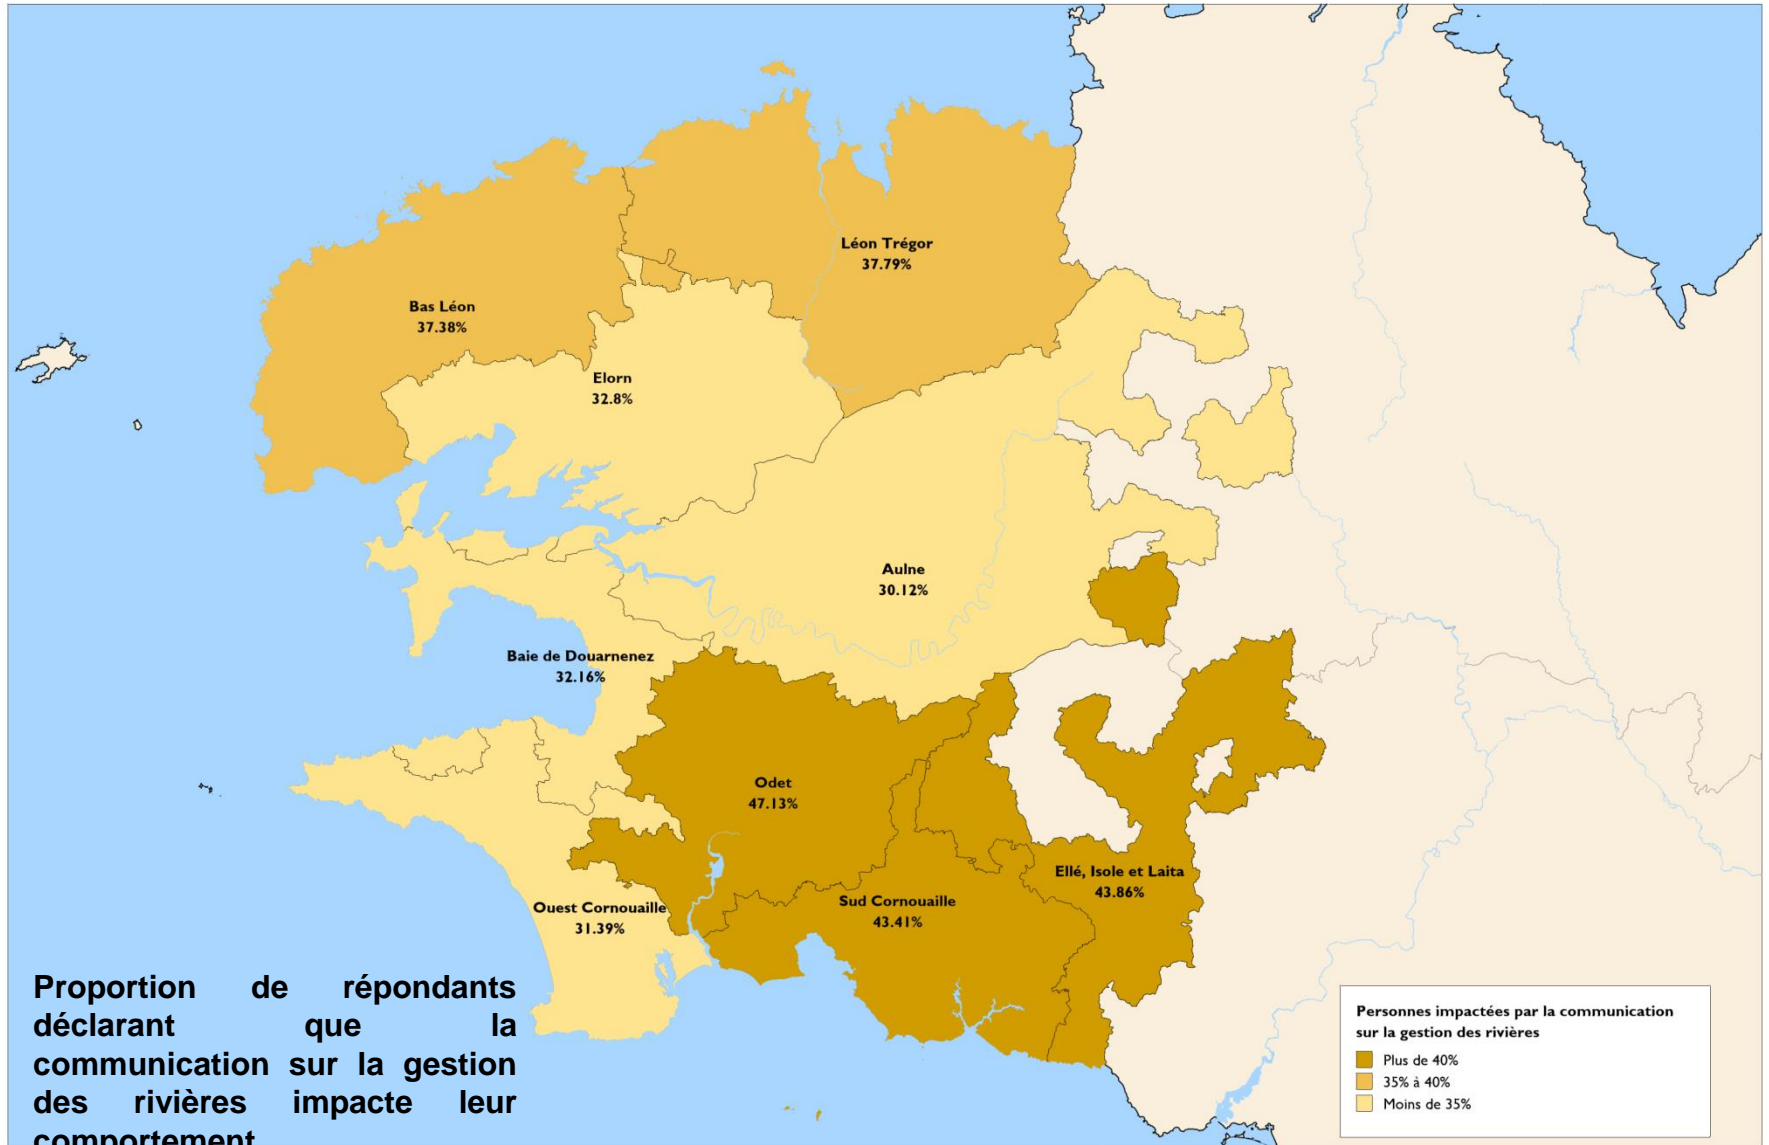 Léon Trégor
37.79%
Bas Léon
37.38%
Elorn
32.8%
Aulne
30.12%
Baie de Douarnenez
32.16%
Odet
47.13%
Ellé, Isole et Laita
43.86%
Sud Cornouaille
43.41%
Ouest Cornouaille
31.39%
Proportion de répondants
déclarant que la
communication sur la gestion
des rivières impacte leur
comportement
Personnes impactées par la communication
sur la gestion des rivières
Plus de 40%
35% à 40%
Moins de 35%